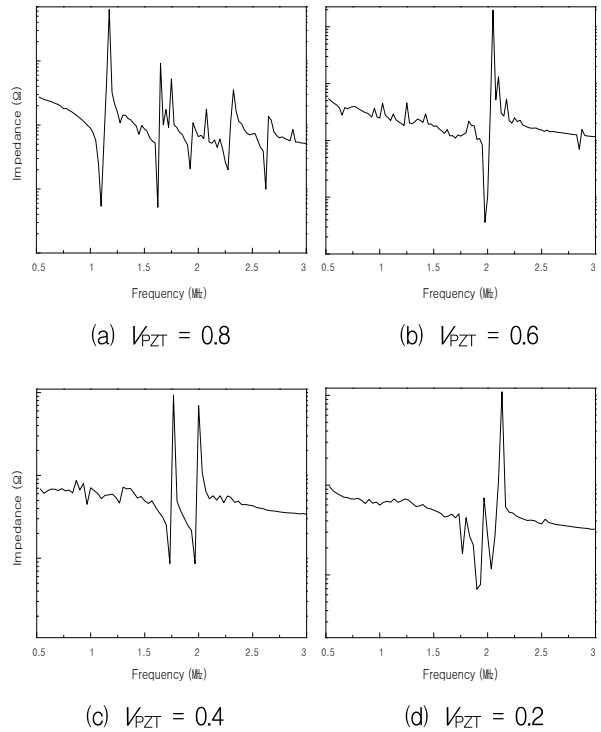 Impedance (Ω)
0.5 1 1.5 2 2.5 3
0.5 1 1.5 2 2.5 3
Frequency (㎒)
Frequency (㎒)
(a) VPZT = 0.8
(b) VPZT = 0.6
Impedance (Ω)
0.5 1 1.5 2 2.5 3
0.5 1 1.5 2 2.5 3
Frequency (㎒)
Frequency (㎒)
(c) VPZT = 0.4
(d) VPZT = 0.2